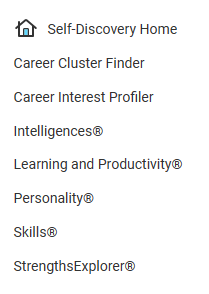 Self-Discovery Home
Career Cluster Finder
Career Interest Profiler
Intelligences®
Learning and Productivity®
Personality®
Skills®
StrengthsExplorer®